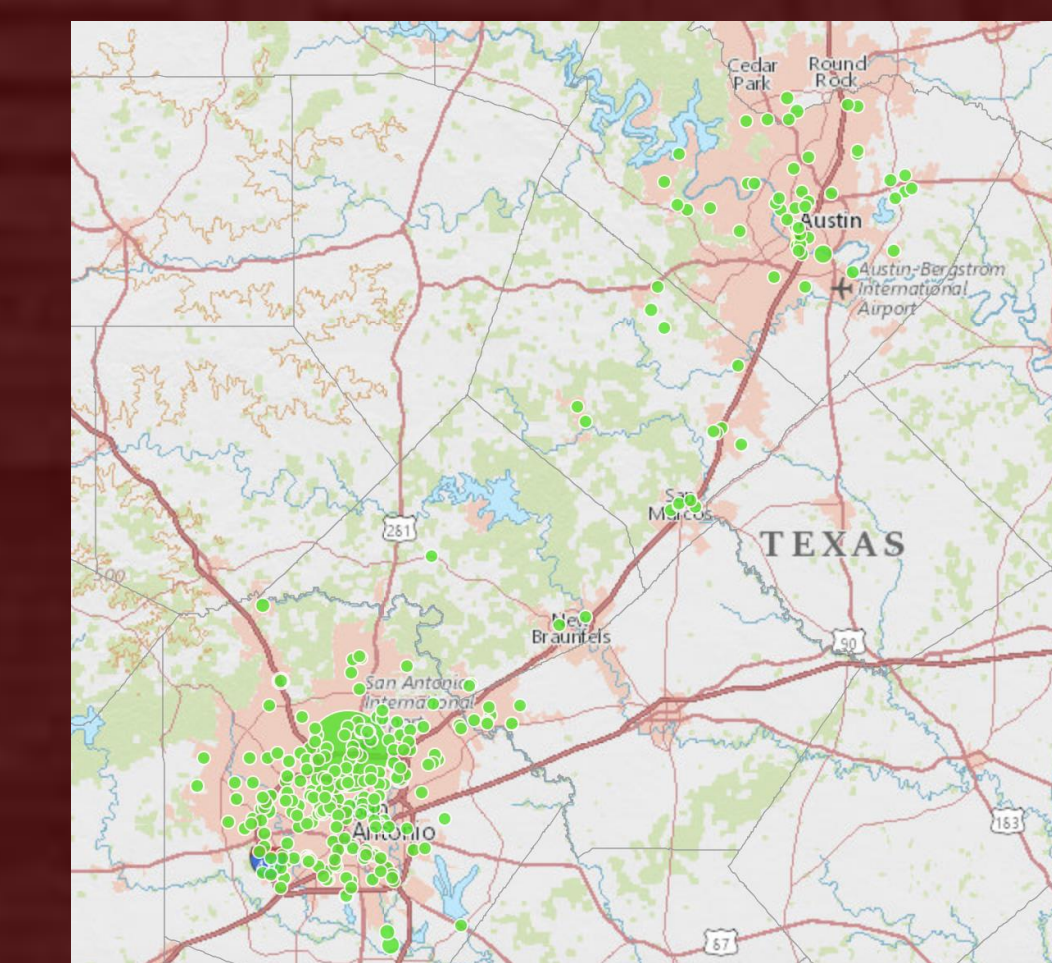 Cedar
Park
Round
Rock
Austin
Austin-Bergstrom
International
Airport
San
Marcos
TEXAS
281
500
New
Braunfels
90
San Antonio
International
Antonio
183
87